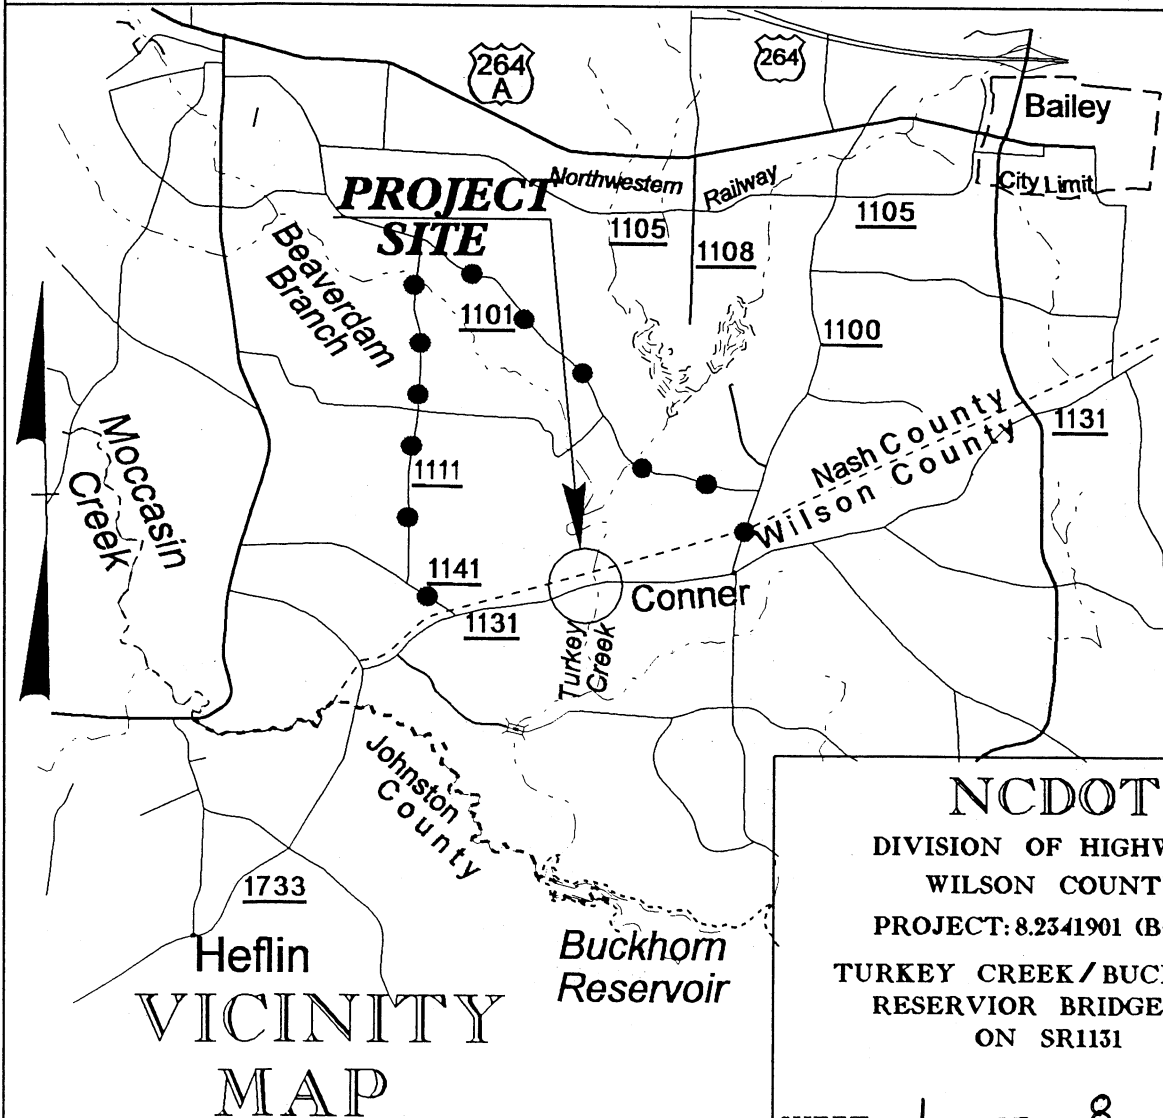 264
A
264
Bailey
City Limit
Northwestern Railway
PROJECT
SITE
1105
1105
1108
Beaverdam
Branch
1101
1100
1131
Nash County
Wilson County
Moccasin
Creek
1111
1141
1131
Conner
Turkey
Creek
Johnston
County
1733
Heflin
Buckhorn
Reservoir
VICINITY
MAP
NCDOT
DIVISION OF HIGHW
WILSON COUNT
PROJECT: 8.2341901 (B
TURKEY CREEK/BUC
RESERVIOR BRIDGE
ON SR1131
1 8